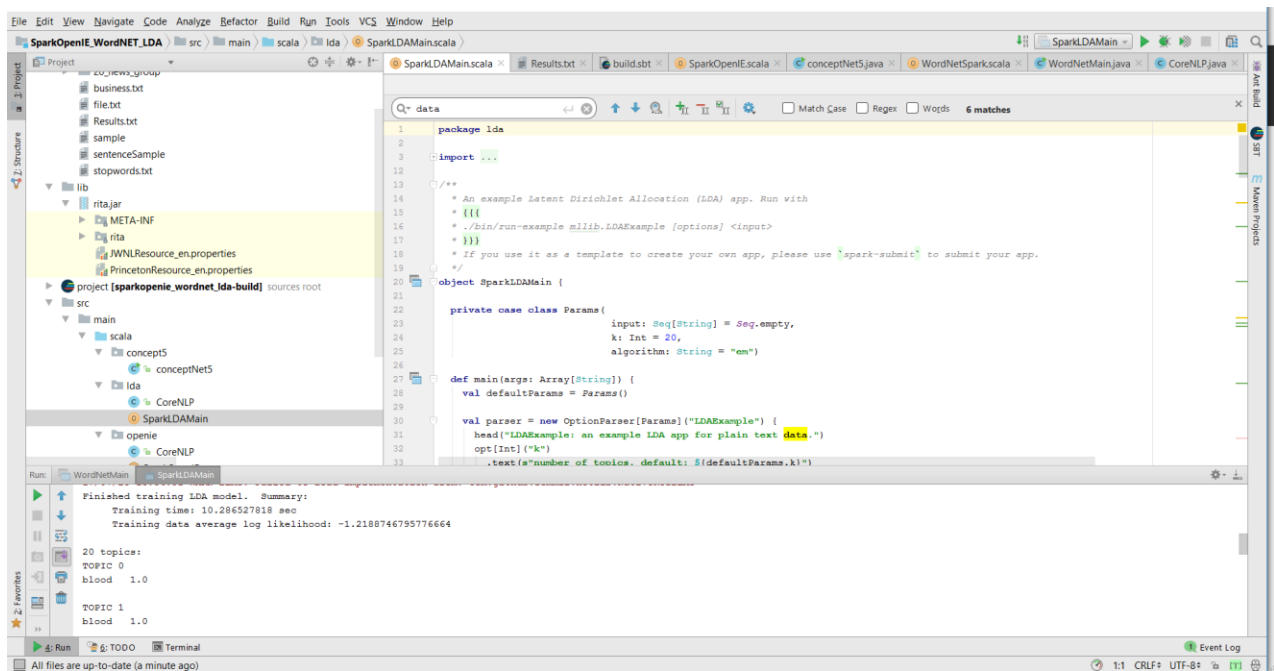 File Edit View Navigate Code Analyze Refactor Build Run Tools VCS Window Help
SparkOpenIE_WordNET_LDA src main scala lda SparkLDAMain.scala SparkLDAMain
Project SparkLDAMain.scala Results.txt build.sbt SparkOpenIE.scala conceptNet5.java WordNetSpark.scala WordNetMain.java CoreNLP.java
1: Project
Z: Structure
2: Favorites
Ant Build
SBT
Maven Projects
20_news_group
business.txt
file.txt
Results.txt
sample
sentenceSample
stopwords.txt
lib
rita.jar
META-INF
rita
JWNLResource_en.properties
PrincetonResource_en.properties
project [sparkopenie_wordnet_lda-build] sources root
src
main
scala
concept5
conceptNet5
lda
CoreNLP
SparkLDAMain
openie
CoreNLP
data Match Case Regex Words 6 matches
1 package lda
2
3 import ...
12
13 /**
14 * An example Latent Dirichlet Allocation (LDA) app. Run with
15 * {{{
16 * ./bin/run-example mllib.LDAExample [options] <input>
17 * }}}
18 * If you use it as a template to create your own app, please use `spark-submit` to submit your app.
19 */
20 object SparkLDAMain {
21
22 private case class Params(
23 input: Seq[String] = Seq.empty,
24 k: Int = 20,
25 algorithm: String = "em")
26
27 def main(args: Array[String]) {
28 val defaultParams = Params()
29
30 val parser = new OptionParser[Params]("LDAExample") {
31 head("LDAExample: an example LDA app for plain text data.")
32 opt[Int]("k")
33 .text(s"number of topics. default: ${defaultParams.k}")
Run: WordNetMain SparkLDAMain
Finished training LDA model. Summary:
Training time: 10.286527818 sec
Training data average log likelihood: -1.2188746795776664
20 topics:
TOPIC 0
blood 1.0
TOPIC 1
blood 1.0
4: Run 6: TODO Terminal 1 Event Log
All files are up-to-date (a minute ago) 1:1 CRLF UTF-8